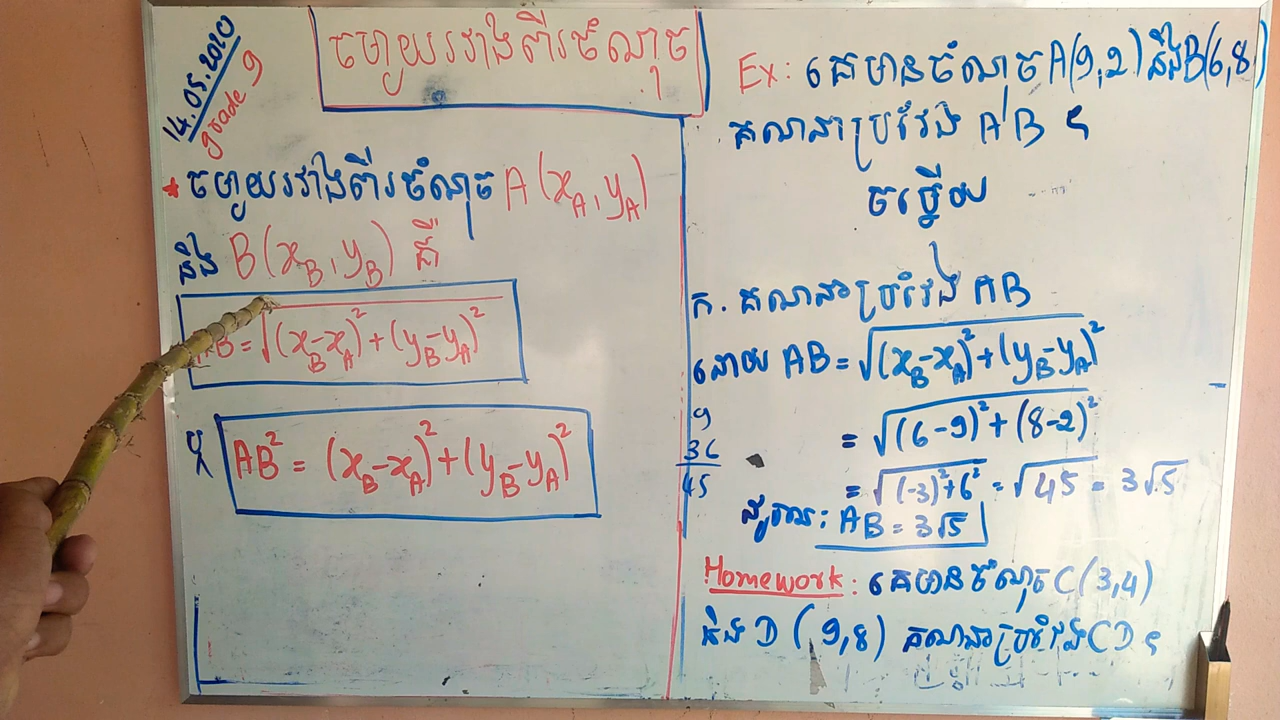 14.05.2020
grade 9
ចម្ងាយរវាងពីរចំណុច
* ចម្ងាយរវាងពីរចំណុច A(x_A, y_A)
និង B(x_B, y_B) គឺ
AB = √(x_B-x_A)²+(y_B-y_A)²
ឬ AB² = (x_B-x_A)²+(y_B-y_A)²
Ex: គេមានចំណុច A(9,2) និង B(6,8)
គណនាប្រវែង AB ។
ចម្លើយ
ក. គណនាប្រវែង AB
ដោយ AB = √(x_B-x_A)²+(y_B-y_A)²
= √(6-9)²+(8-2)²
= √(-3)²+6² = √45 = 3√5
9
36
45
ដូចនេះ: AB = 3√5
Homework: គេមានចំណុច C(3,4)
និង D(9,8) គណនាប្រវែង CD ។